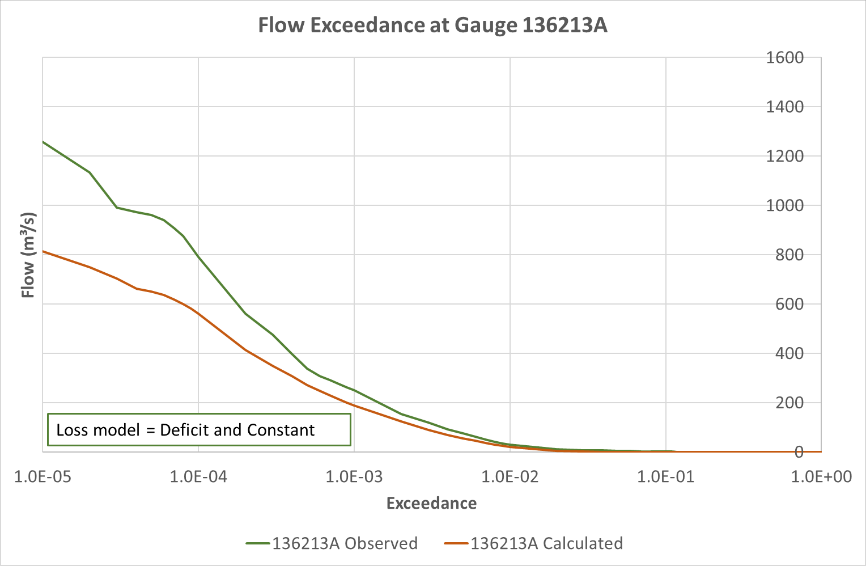 Flow Exceedance at Gauge 136213A
1600
1400
1200
1000
800
600
400
200
0
Flow (m³/s)
Loss model = Deficit and Constant
1.0E-05 1.0E-04 1.0E-03 1.0E-02 1.0E-01 1.0E+00
Exceedance
136213A Observed 136213A Calculated